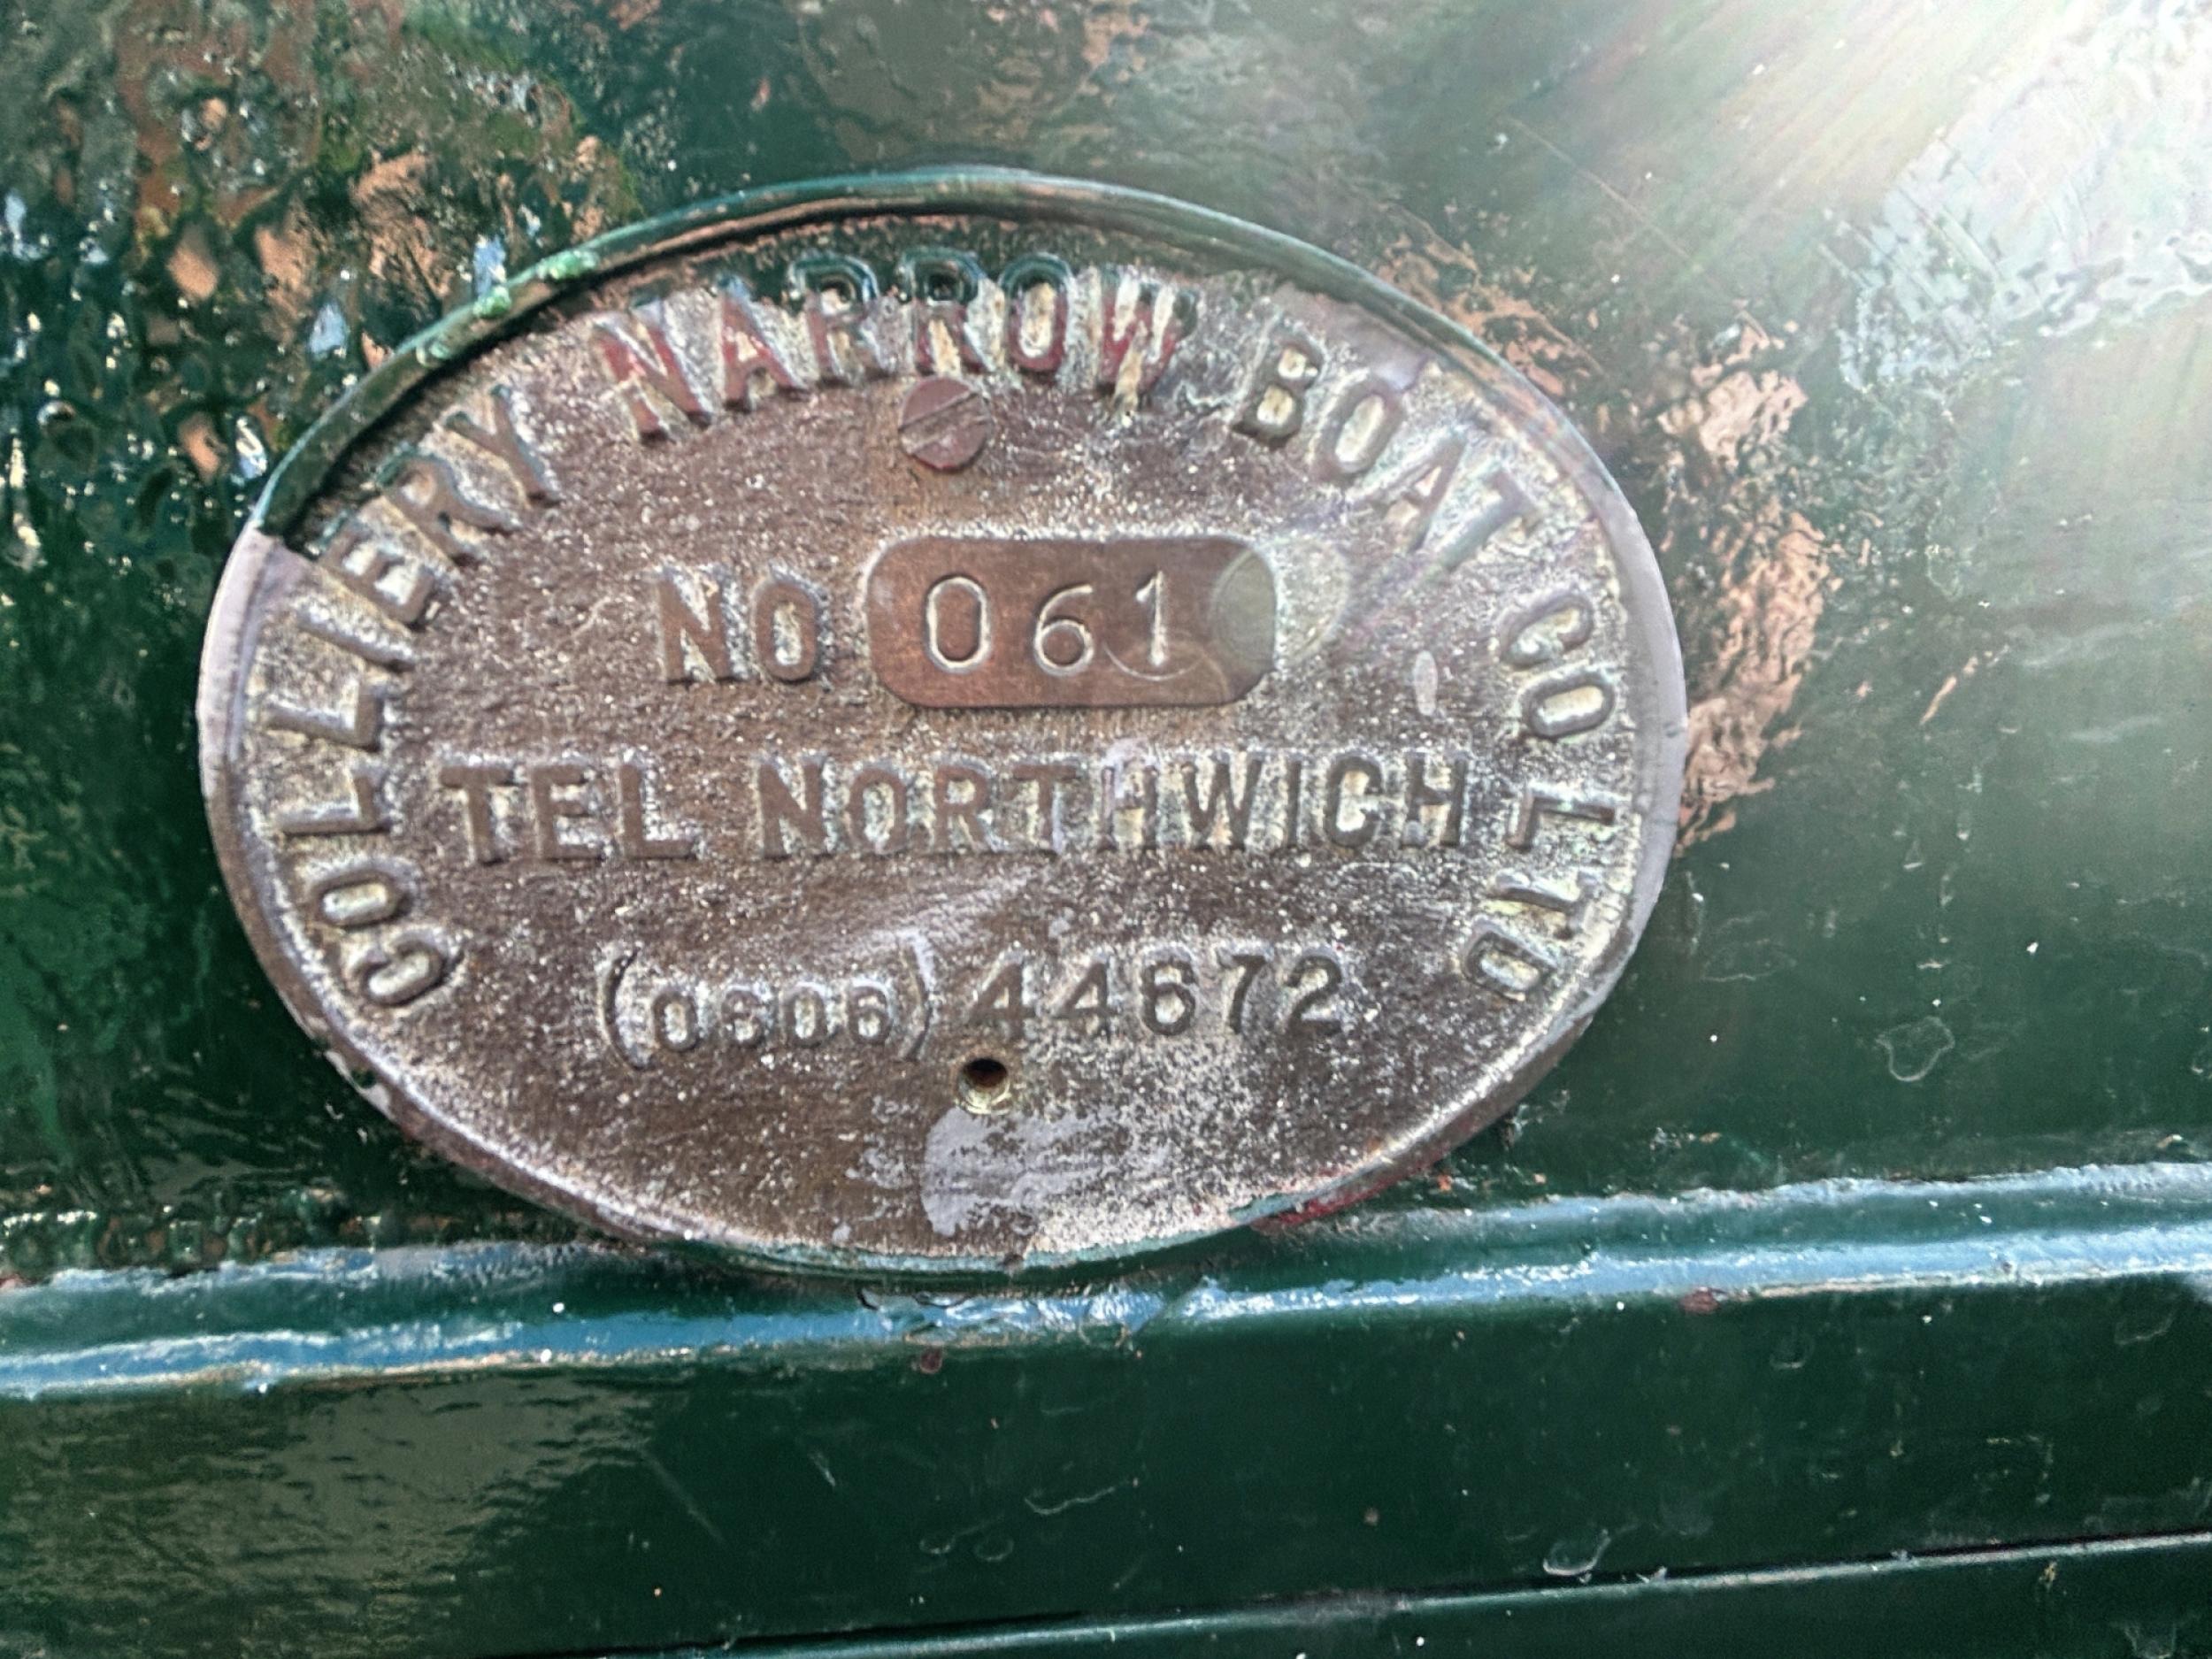 COLLIERY NARROW BOAT CO LTD
NO 061
TEL NORTHWICH
(0606) 44672